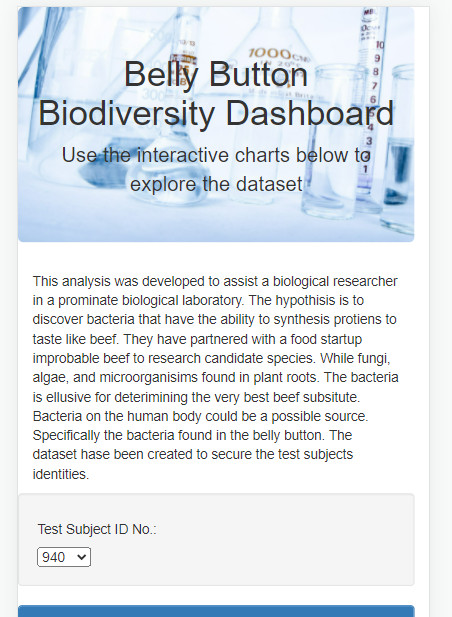 Belly Button
Biodiversity Dashboard
Use the interactive charts below to
explore the dataset
This analysis was developed to assist a biological researcher
in a prominate biological laboratory. The hypothisis is to
discover bacteria that have the ability to synthesis protiens to
taste like beef. They have partnered with a food startup
improbable beef to research candidate species. While fungi,
algae, and microorganisims found in plant roots. The bacteria
is ellusive for deterimining the very best beef subsitute.
Bacteria on the human body could be a possible source.
Specifically the bacteria found in the belly button. The
dataset hase been created to secure the test subjects
identities.
Test Subject ID No.:
940